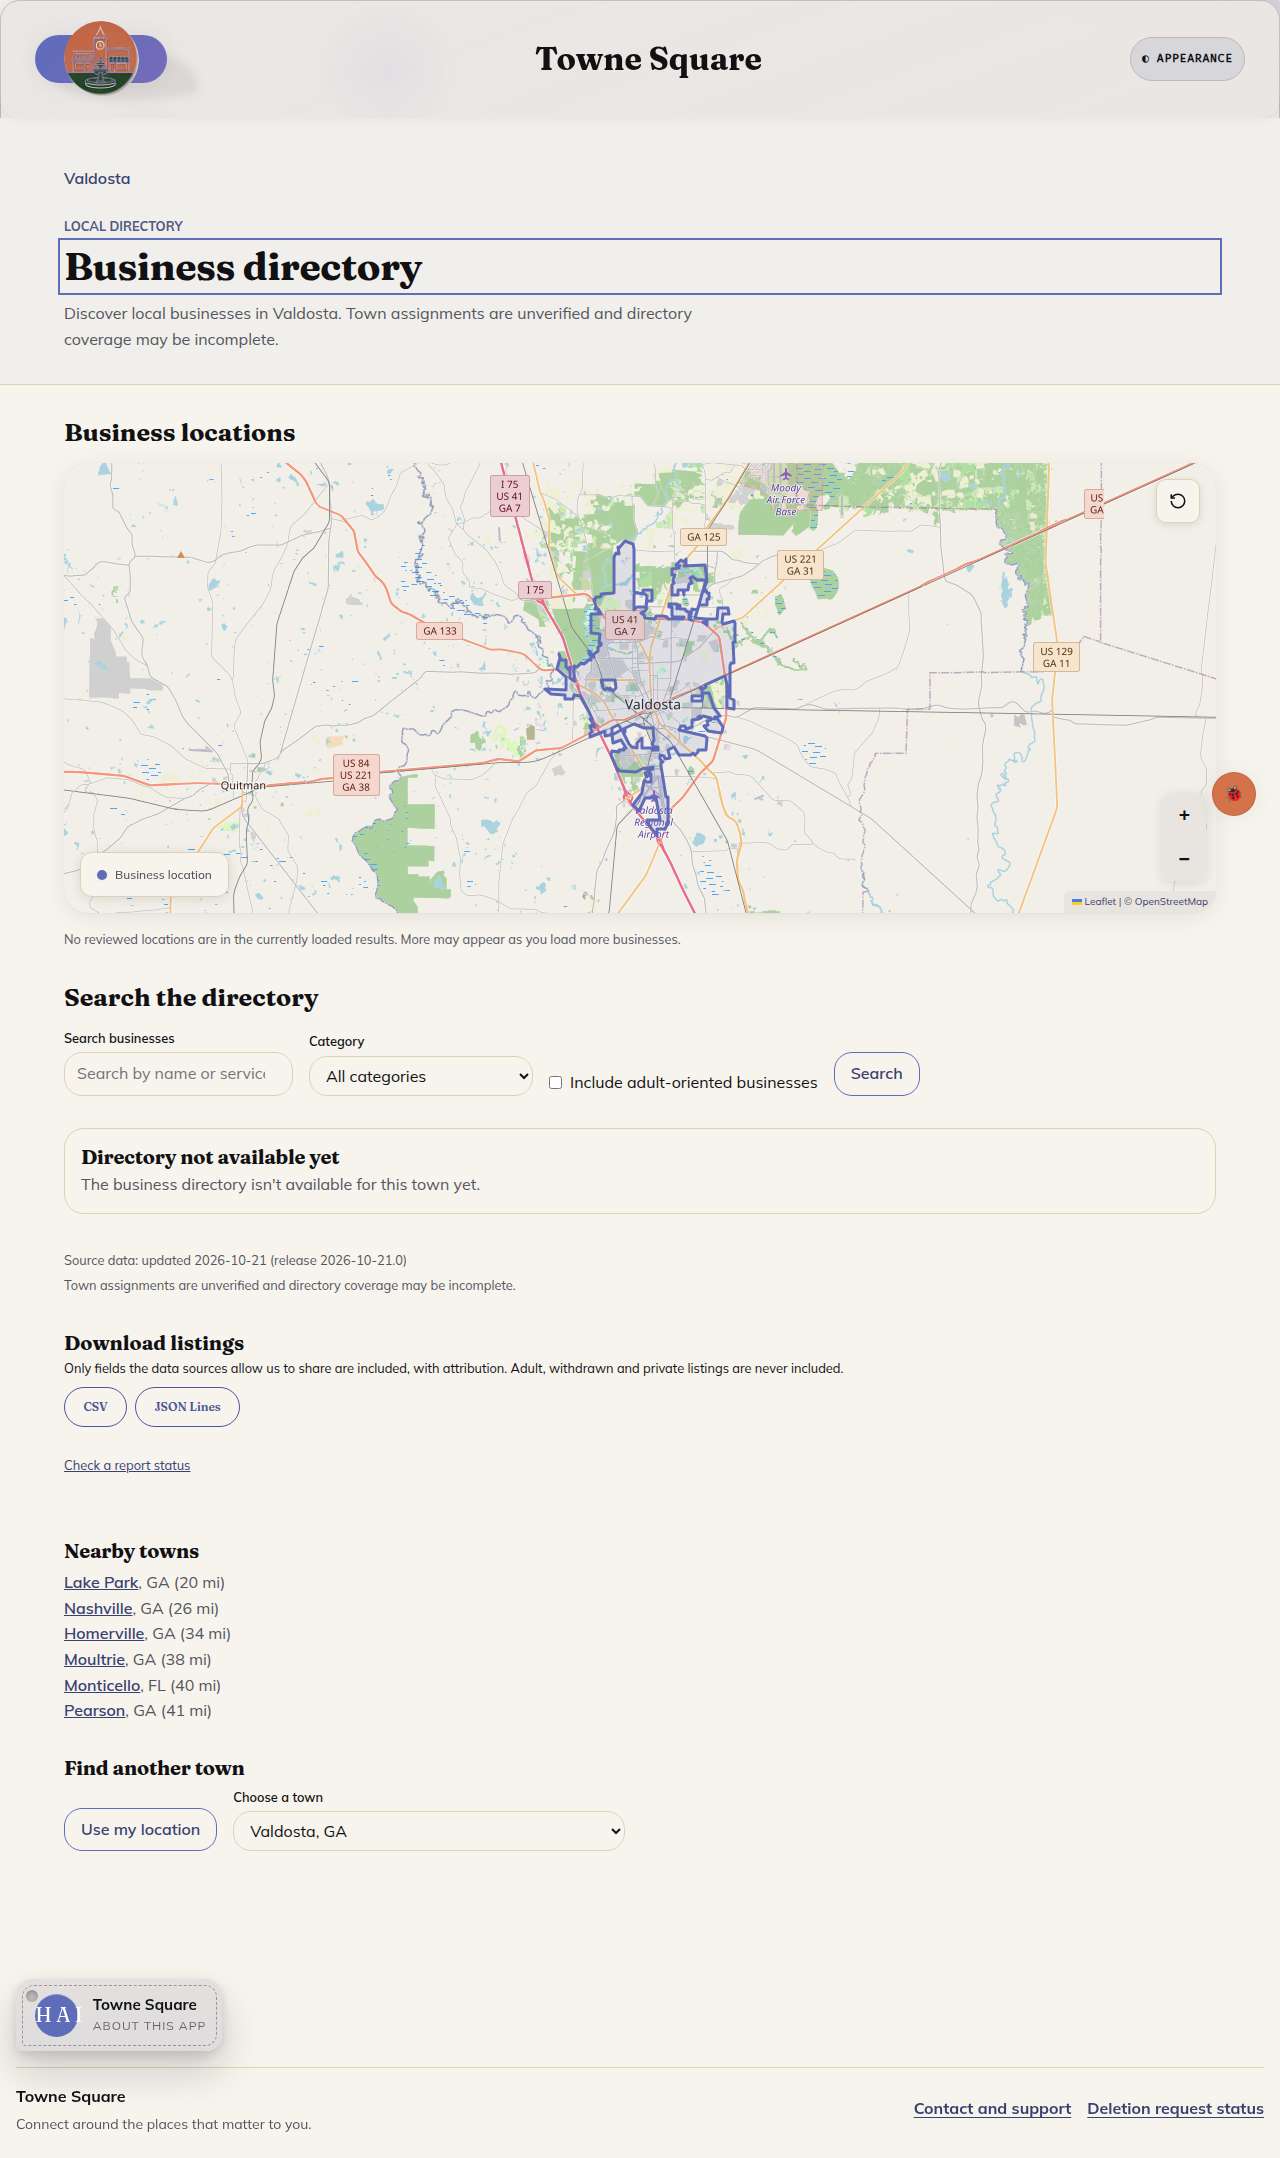 Towne Square
◐ APPEARANCE
Valdosta
LOCAL DIRECTORY
Business directory
Discover local businesses in Valdosta. Town assignments are unverified and directory
coverage may be incomplete.
Business locations
I 75
US 41
GA 7
Moody
Air Force
Base
US
GA
GA 125
US 221
GA 31
I 75
US 41
GA 7
GA 133
US 129
GA 11
Valdosta
US 84
US 221
GA 38
Quitman
Valdosta
Regional
Airport
+
−
Business location
Leaflet | © OpenStreetMap
No reviewed locations are in the currently loaded results. More may appear as you load more businesses.
Search the directory
Search businesses
Category
Search by name or servic
All categories
Include adult-oriented businesses
Search
Directory not available yet
The business directory isn't available for this town yet.
Source data: updated 2026-10-21 (release 2026-10-21.0)
Town assignments are unverified and directory coverage may be incomplete.
Download listings
Only fields the data sources allow us to share are included, with attribution. Adult, withdrawn and private listings are never included.
CSV
JSON Lines
Check a report status
Nearby towns
Lake Park, GA (20 mi)
Nashville, GA (26 mi)
Homerville, GA (34 mi)
Moultrie, GA (38 mi)
Monticello, FL (40 mi)
Pearson, GA (41 mi)
Find another town
Choose a town
Use my location
Valdosta, GA
HAI
Towne Square
ABOUT THIS APP
Towne Square
Connect around the places that matter to you.
Contact and support
Deletion request status